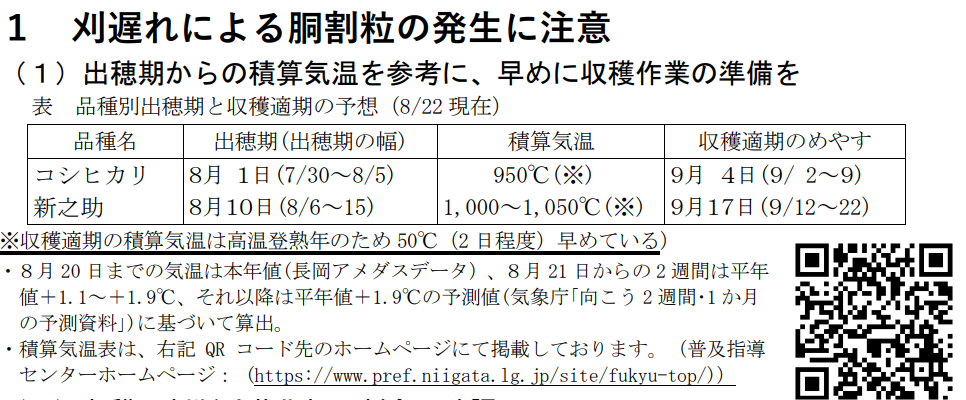 1 刈遅れによる胴割粒の発生に注意
（１）出穂期からの積算気温を参考に、早めに収穫作業の準備を
表 品種別出穂期と収穫適期の予想（8/22 現在）
品種名 出穂期(出穂期の幅) 積算気温 収穫適期のめやす
コシヒカリ 8月 1日(7/30～8/5) 950℃(※) 9月 4日(9/ 2～9)
新之助 8月10日(8/6～15) 1,000～1,050℃(※) 9月17日(9/12～22)
※収穫適期の積算気温は高温登熟年のため 50℃（2 日程度）早めている）
・８月 20 日までの気温は本年値(長岡アメダスデータ）、８月 21 日からの２週間は平年
値＋1.1～＋1.9℃、それ以降は平年値＋1.9℃の予測値(気象庁｢向こう２週間･1 か月
の予測資料｣)に基づいて算出。
・積算気温表は、右記 QR コード先のホームページにて掲載しております。（普及指導
センターホームページ：（https://www.pref.niigata.lg.jp/site/fukyu-top/））